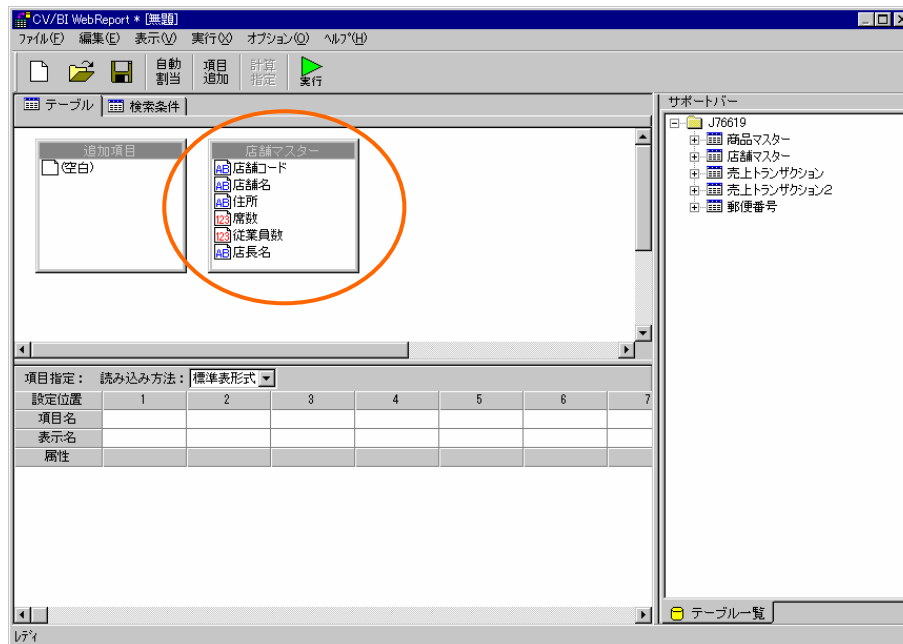 CV/BI WebReport * [無題]
ファイル(F) 編集(E) 表示(V) 実行(X) オプション(O) ヘルプ(H)
自動割当 項目追加 計算指定 実行
テーブル 検索条件
追加項目
(空白)
店舗マスター
AB 店舗コード
AB 店舗名
AB 住所
123 席数
123 従業員数
AB 店長名
サポートバー
J76619
商品マスター
店舗マスター
売上トランザクション
売上トランザクション2
郵便番号
項目指定: 読み込み方法: 標準表形式
設定位置 1 2 3 4 5 6 7
項目名
表示名
属性
テーブル一覧
レディ